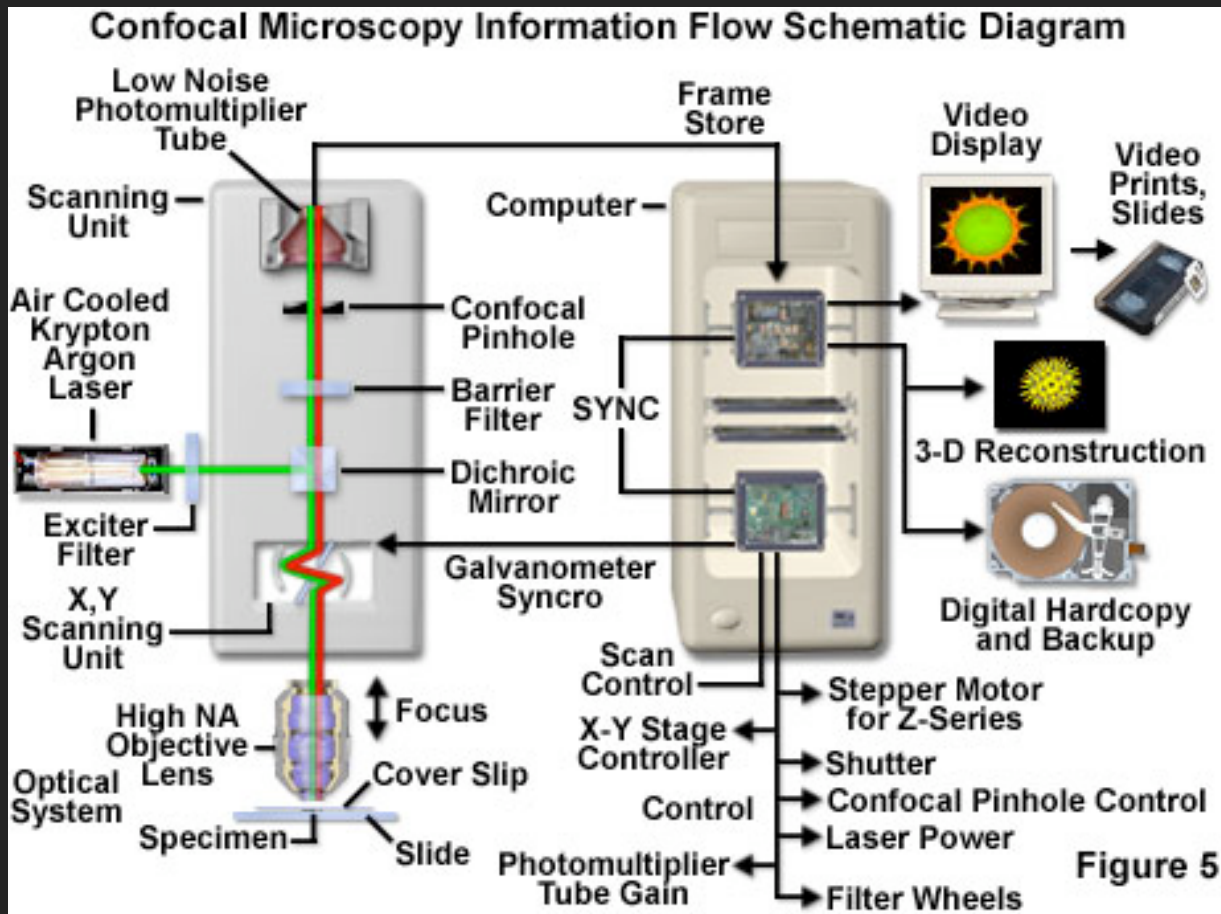 Confocal Microscopy Information Flow Schematic Diagram
Low Noise
Photomultiplier
Tube
Scanning
Unit
Air Cooled
Krypton
Argon
Laser
Exciter
Filter
X,Y
Scanning
Unit
High NA
Objective
Lens
Optical
System
Specimen
Confocal
Pinhole
Barrier
Filter
Dichroic
Mirror
Galvanometer
Syncro
Focus
Cover Slip
Slide
Frame
Store
Computer
SYNC
Video
Display
Video
Prints,
Slides
3-D Reconstruction
Digital Hardcopy
and Backup
Scan
Control
X-Y Stage
Controller
Control
Photomultiplier
Tube Gain
Stepper Motor
for Z-Series
Shutter
Confocal Pinhole Control
Laser Power
Filter Wheels
Figure 5